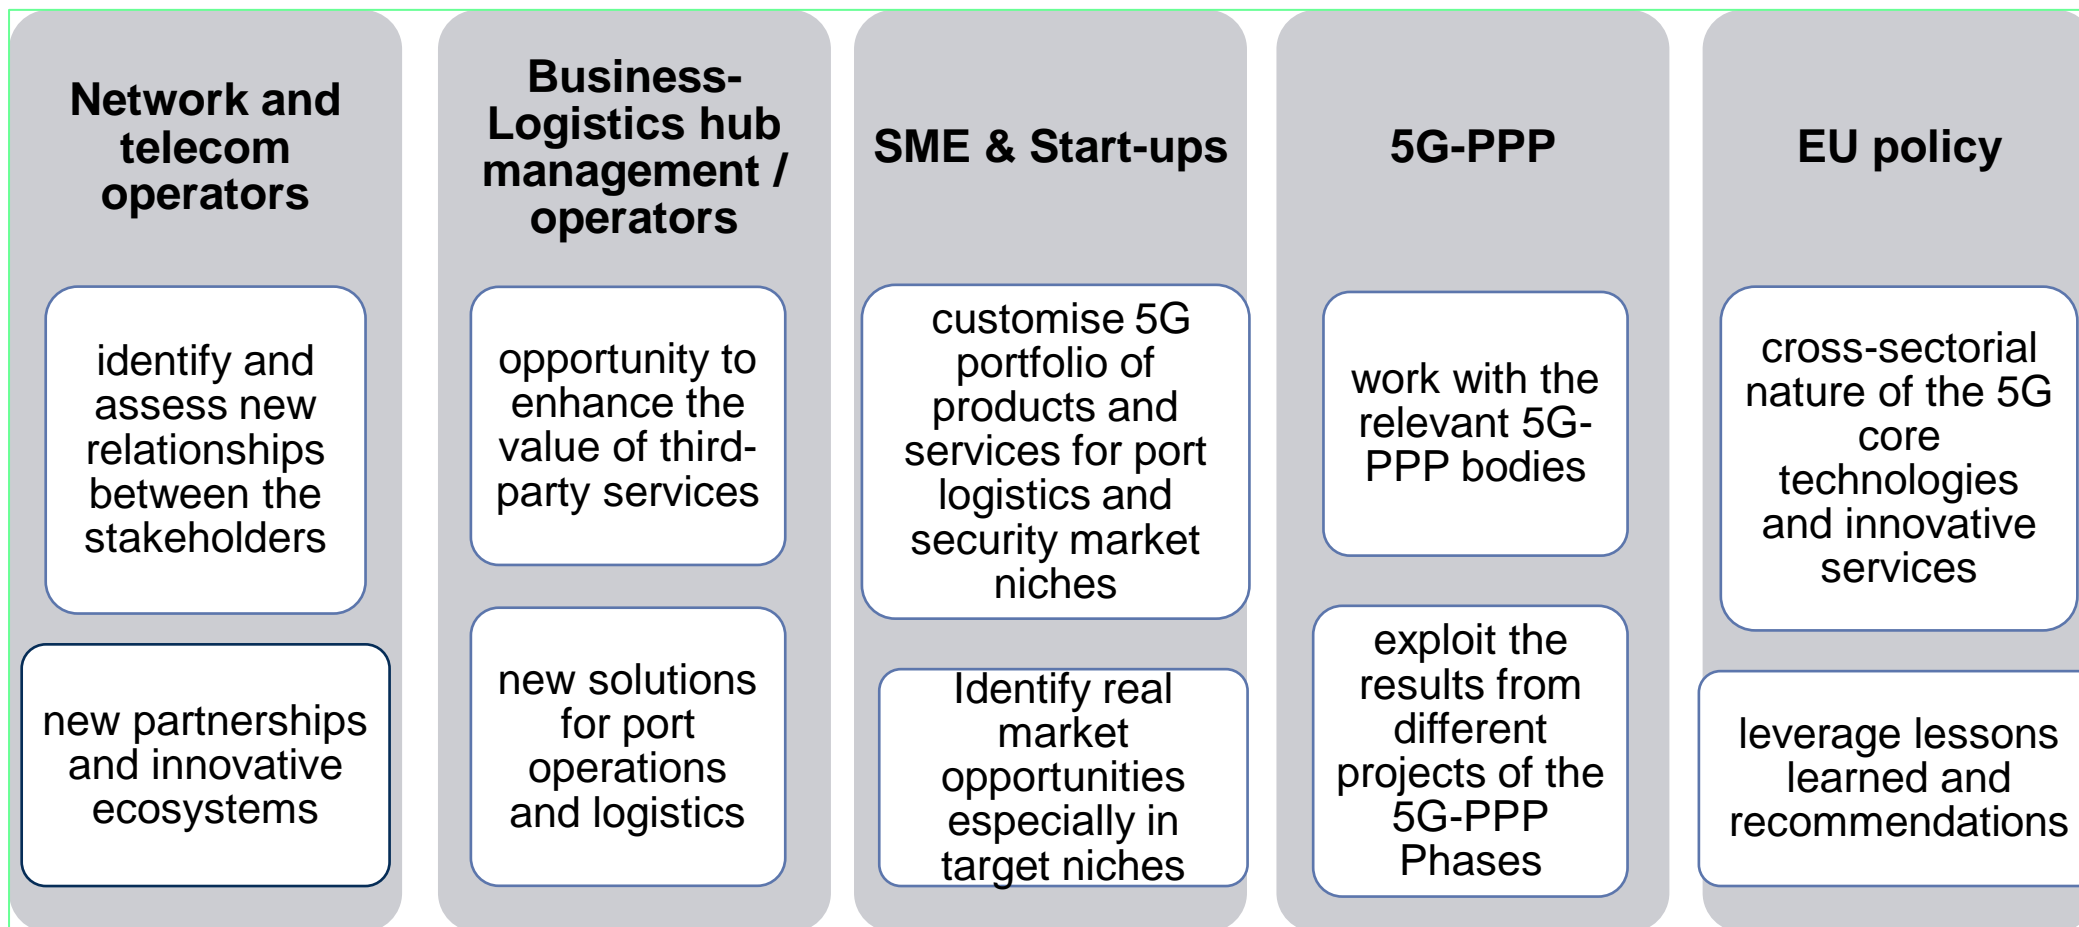 Network and
telecom
operators
identify and
assess new
relationships
between the
stakeholders
new partnerships
and innovative
ecosystems
Business-
Logistics hub
management /
operators
opportunity to
enhance the
value of third-
party services
new solutions
for port
operations
and logistics
SME & Start-ups
customise 5G
portfolio of
products and
services for port
logistics and
security market
niches
Identify real
market
opportunities
especially in
target niches
5G-PPP
work with the
relevant 5G-
PPP bodies
exploit the
results from
different
projects of the
5G-PPP
Phases
EU policy
cross-sectorial
nature of the 5G
core
technologies
and innovative
services
leverage lessons
learned and
recommendations